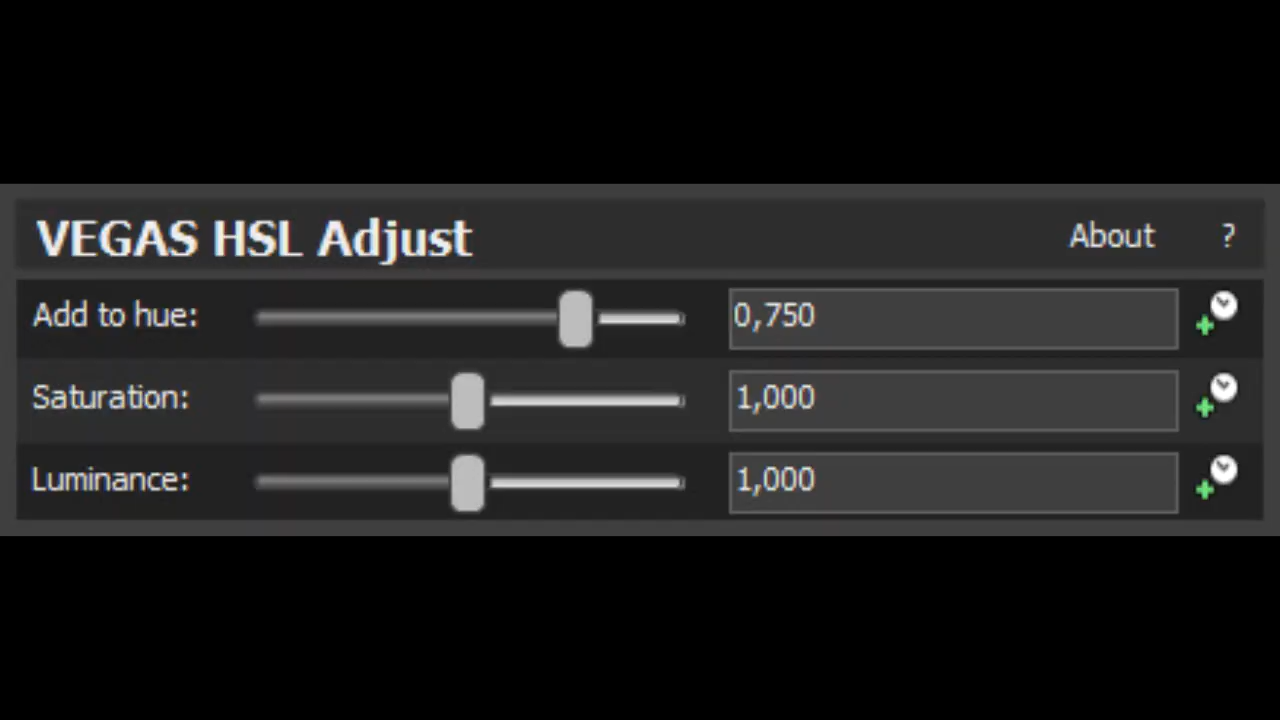 VEGAS HSL Adjust About ?
Add to hue: 0,750
Saturation: 1,000
Luminance: 1,000